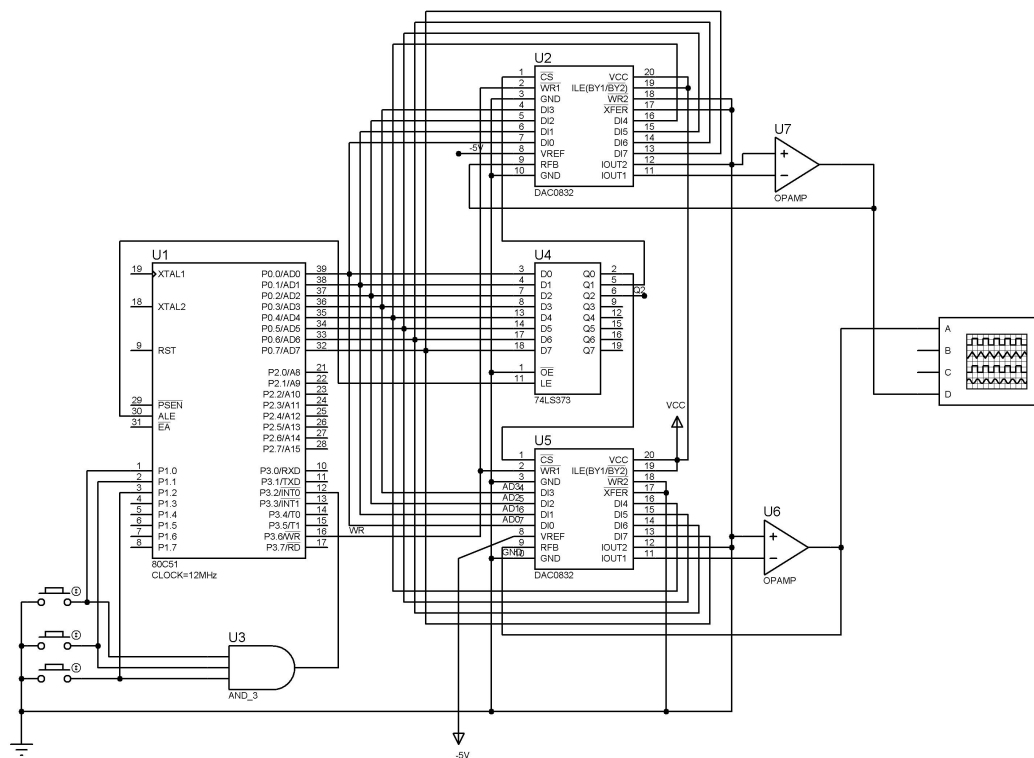 U2
1 CS VCC 20
2 WR1 ILE(BY1/BY2) 19
3 GND WR2 18
4 DI3 XFER 17
5 DI2 DI4 16
6 DI1 DI5 15
7 DI0 DI6 14
-5V 8 VREF DI7 13
9 RFB IOUT2 12
10 GND IOUT1 11
DAC0832
U7
OPAMP
U1
19 XTAL1 P0.0/AD0 39
P0.1/AD1 38
P0.2/AD2 37
18 XTAL2 P0.3/AD3 36
P0.4/AD4 35
P0.5/AD5 34
P0.6/AD6 33
9 RST P0.7/AD7 32
P2.0/A8 21
P2.1/A9 22
P2.2/A10 23
29 PSEN P2.3/A11 24
30 ALE P2.4/A12 25
31 EA P2.5/A13 26
P2.6/A14 27
P2.7/A15 28
1 P1.0 P3.0/RXD 10
2 P1.1 P3.1/TXD 11
3 P1.2 P3.2/INT0 12
4 P1.3 P3.3/INT1 13
5 P1.4 P3.4/T0 14
6 P1.5 P3.5/T1 15
7 P1.6 P3.6/WR 16 WR
8 P1.7 P3.7/RD 17
80C51
CLOCK=12MHz
U4
3 D0 Q0 2
4 D1 Q1 5
7 D2 Q2 6 Q2
8 D3 Q3 9
13 D4 Q4 12
14 D5 Q5 15
17 D6 Q6 16
18 D7 Q7 19
1 OE
11 LE
74LS373
A
B
C
D
VCC
U5
1 CS VCC 20
2 WR1 ILE(BY1/BY2) 19
3 GND WR2 18
AD3 4 DI3 XFER 17
AD2 5 DI2 DI4 16
AD1 6 DI1 DI5 15
AD0 7 DI0 DI6 14
8 VREF DI7 13
9 RFB IOUT2 12
GND 10 GND IOUT1 11
DAC0832
U6
OPAMP
U3
AND_3
-5V